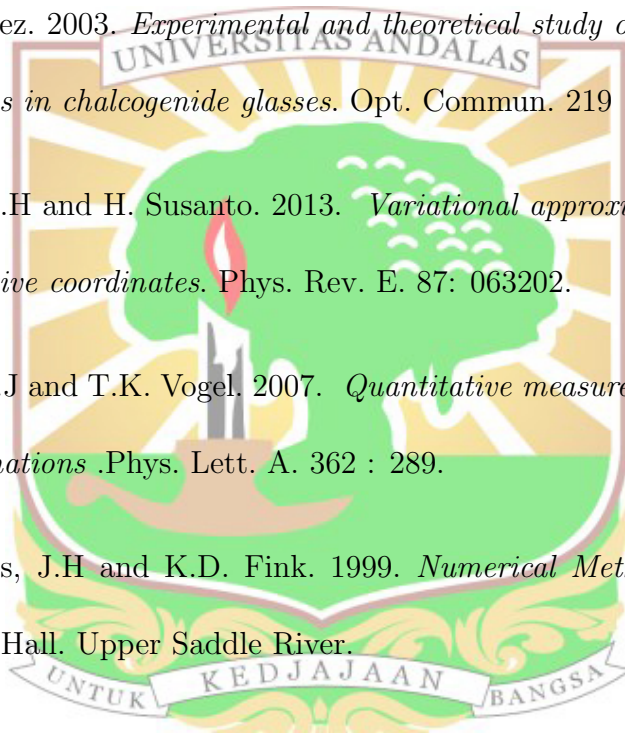 ez. 2003. Experimental and theoretical study o
UNIVERSITAS ANDALAS
s in chalcogenide glasses. Opt. Commun. 219
.H and H. Susanto. 2013. Variational approxi
ive coordinates. Phys. Rev. E. 87: 063202.
.J and T.K. Vogel. 2007. Quantitative measure
nations .Phys. Lett. A. 362 : 289.
s, J.H and K.D. Fink. 1999. Numerical Met
Hall. Upper Saddle River.
UNTUK KEDJAJAAN BANGSA